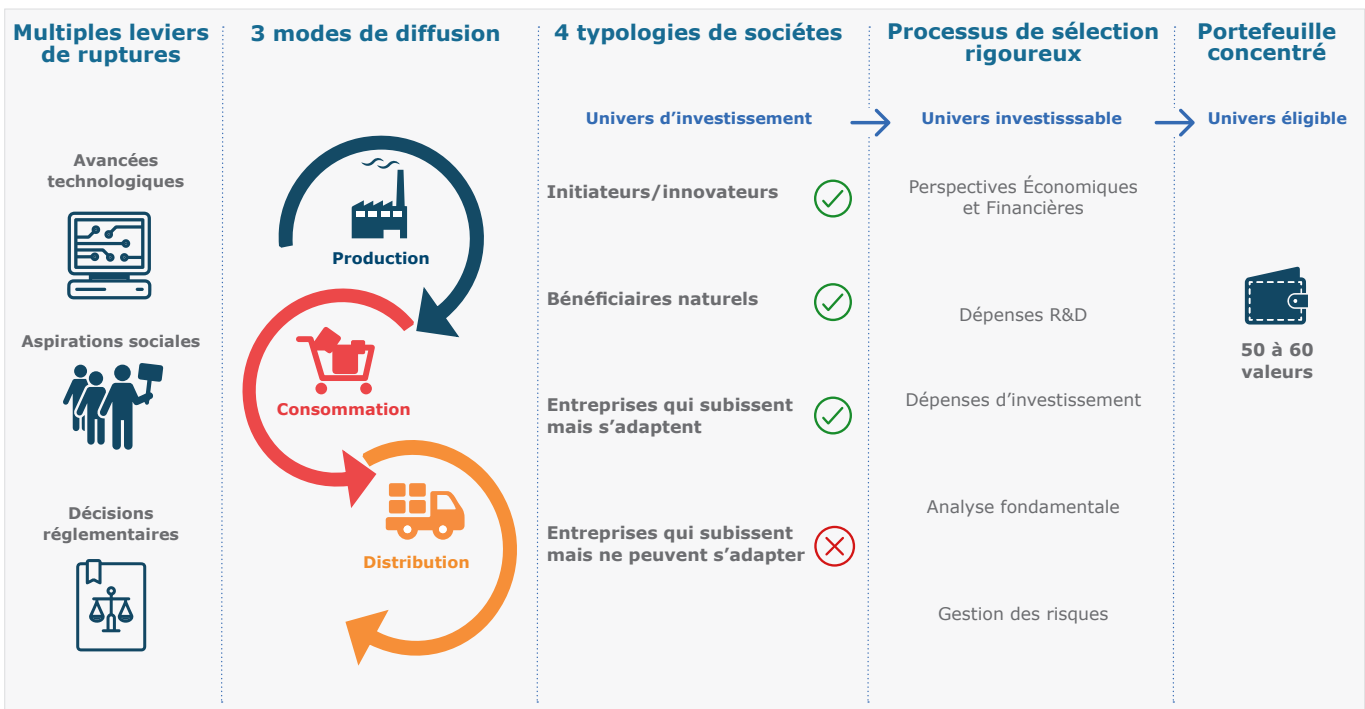 Multiples leviers
de ruptures
Avancées
technologiques
Aspirations sociales
Décisions
réglementaires
3 modes de diffusion
Production
Consommation
Distribution
4 typologies de sociétes
Univers d’investissement
Initiateurs/innovateurs
Bénéficiaires naturels
Entreprises qui subissent
mais s’adaptent
Entreprises qui subissent
mais ne peuvent s’adapter
Processus de sélection
rigoureux
Univers investisssable
Perspectives Économiques
et Financières
Dépenses R&D
Dépenses d’investissement
Analyse fondamentale
Gestion des risques
Portefeuille
concentré
Univers éligible
50 à 60
valeurs